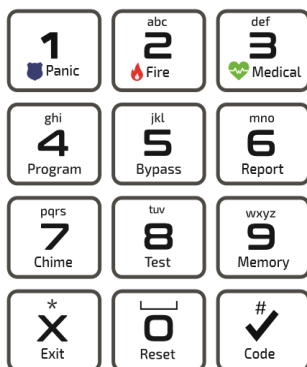 1
Panic
abc
2
Fire
def
3
Medical
ghi
4
Program
jkl
5
Bypass
mno
6
Report
pqrs
7
Chime
tuv
8
Test
wxyz
9
Memory
*
X
Exit
0
Reset
#
Code